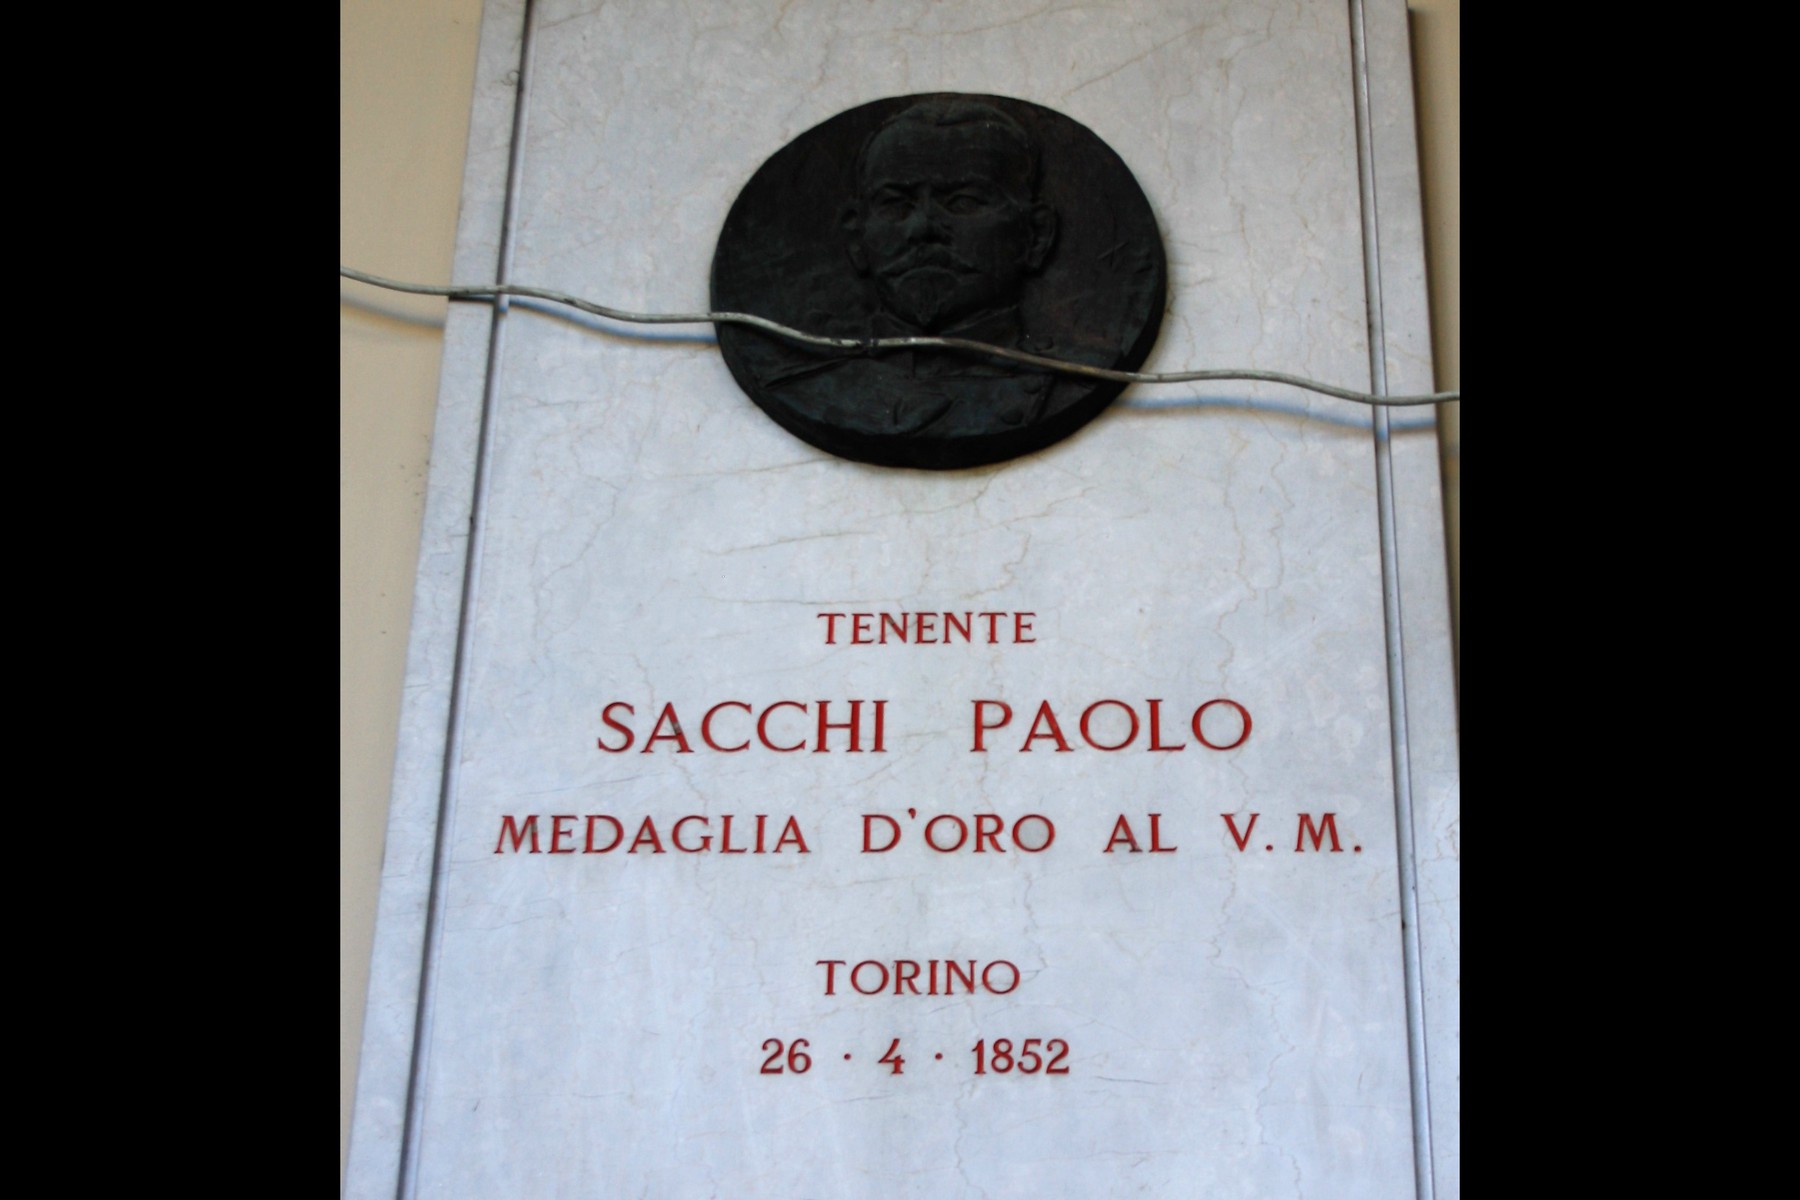 TENENTE
SACCHI PAOLO
MEDAGLIA D'ORO AL V. M.
TORINO
26 · 4 · 1852